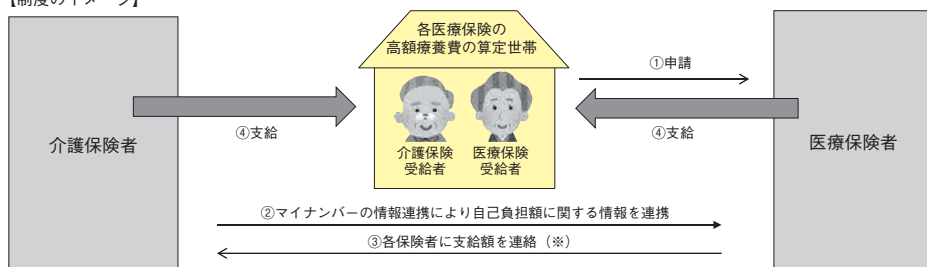 【制度のイメージ】
各医療保険の
高額療養費の算定世帯
①申請
④支給
④支給
介護保険者
医療保険者
介護保険
受給者
医療保険
受給者
②マイナンバーの情報連携により自己負担額に関する情報を連携
③各保険者に支給額を連絡（※）